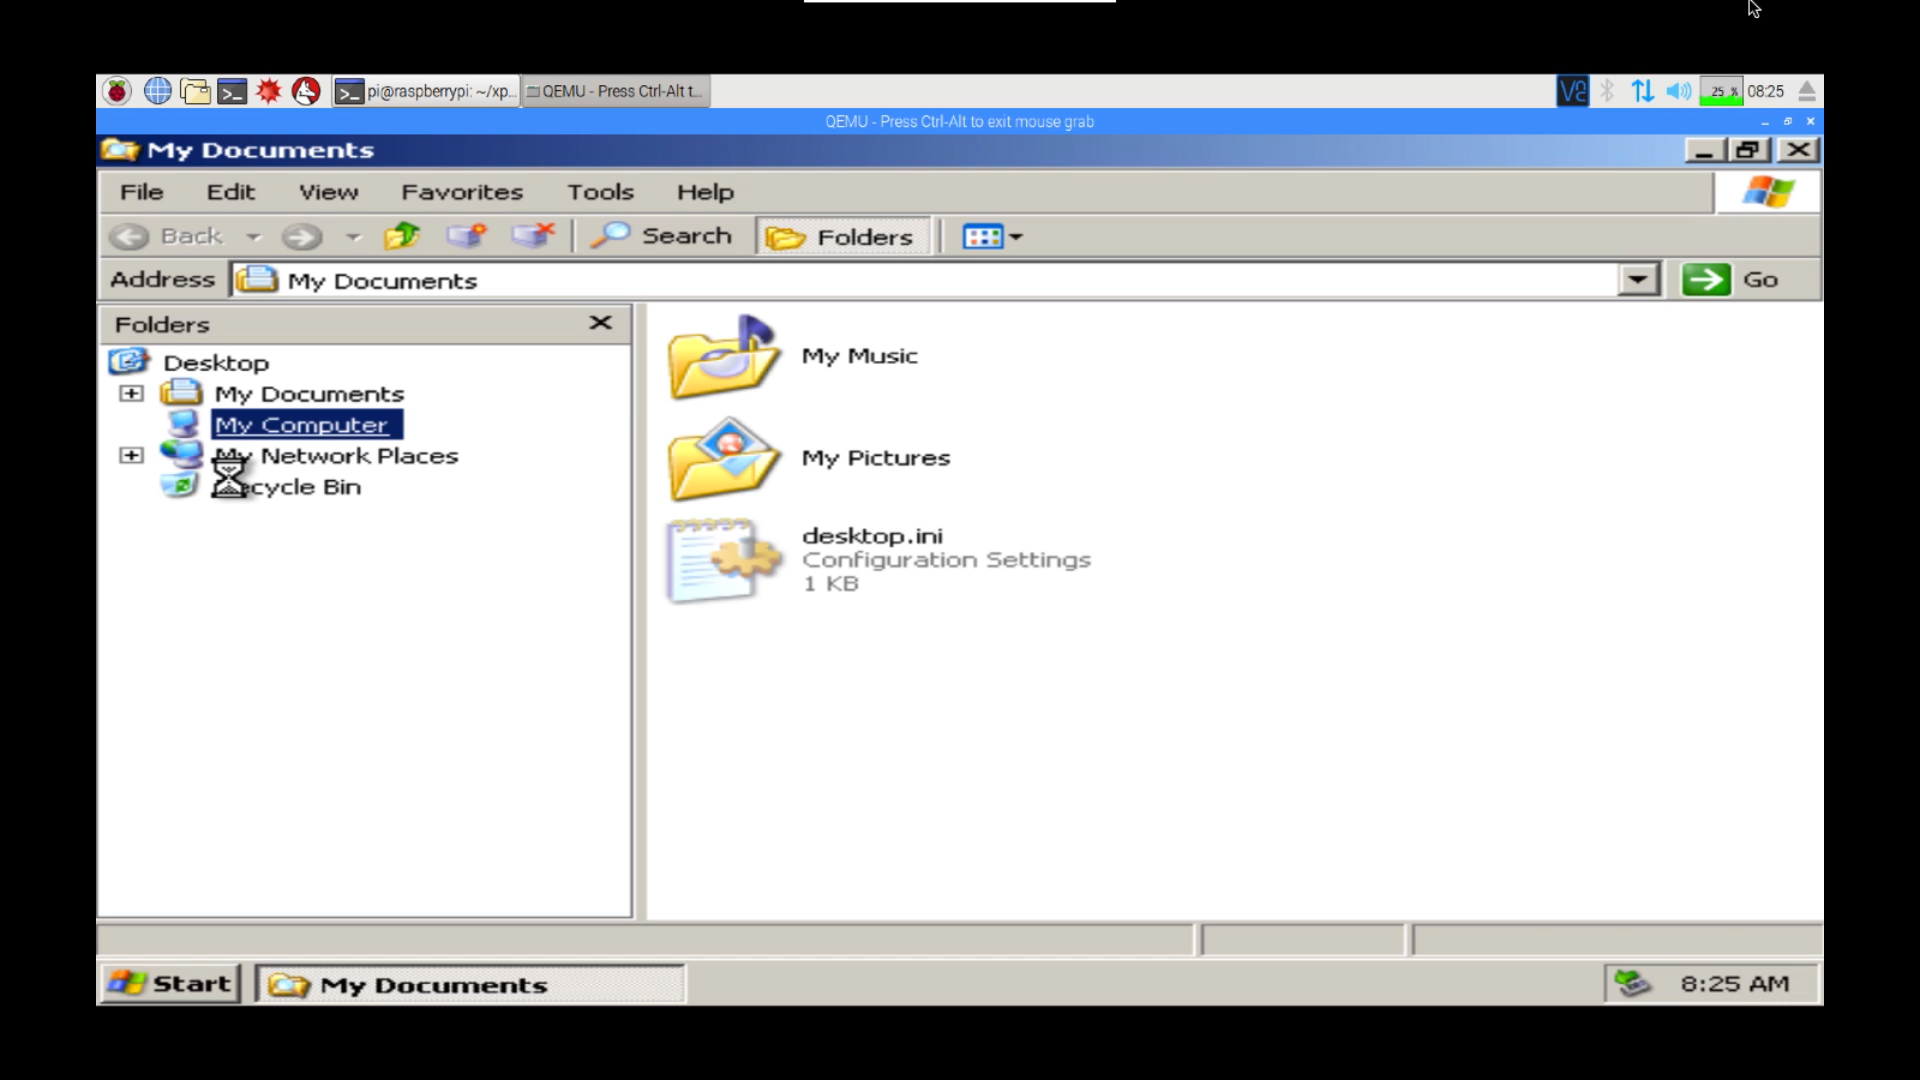 pi@raspberrypi: ~/xp... QEMU - Press Ctrl-Alt t... 25 % 08:25
QEMU - Press Ctrl-Alt to exit mouse grab
My Documents
File Edit View Favorites Tools Help
Back Search Folders
Address My Documents Go
Folders
Desktop
My Documents
My Computer
My Network Places
cycle Bin
My Music
My Pictures
desktop.ini
Configuration Settings
1 KB
Start My Documents 8:25 AM